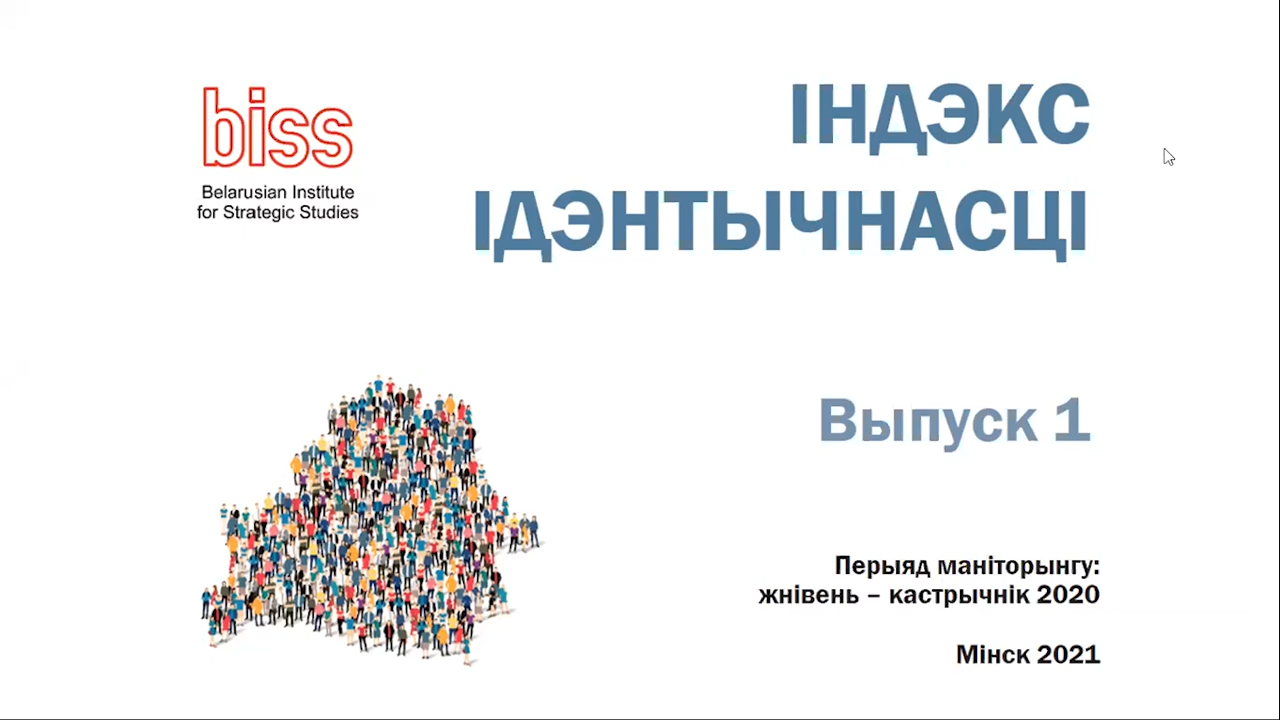 biss
Belarusian Institute
for Strategic Studies
ІНДЭКС
ІДЭНТЫЧНАСЦІ
Выпуск 1
Перыяд маніторынгу:
жнівень – кастрычнік 2020
Мінск 2021